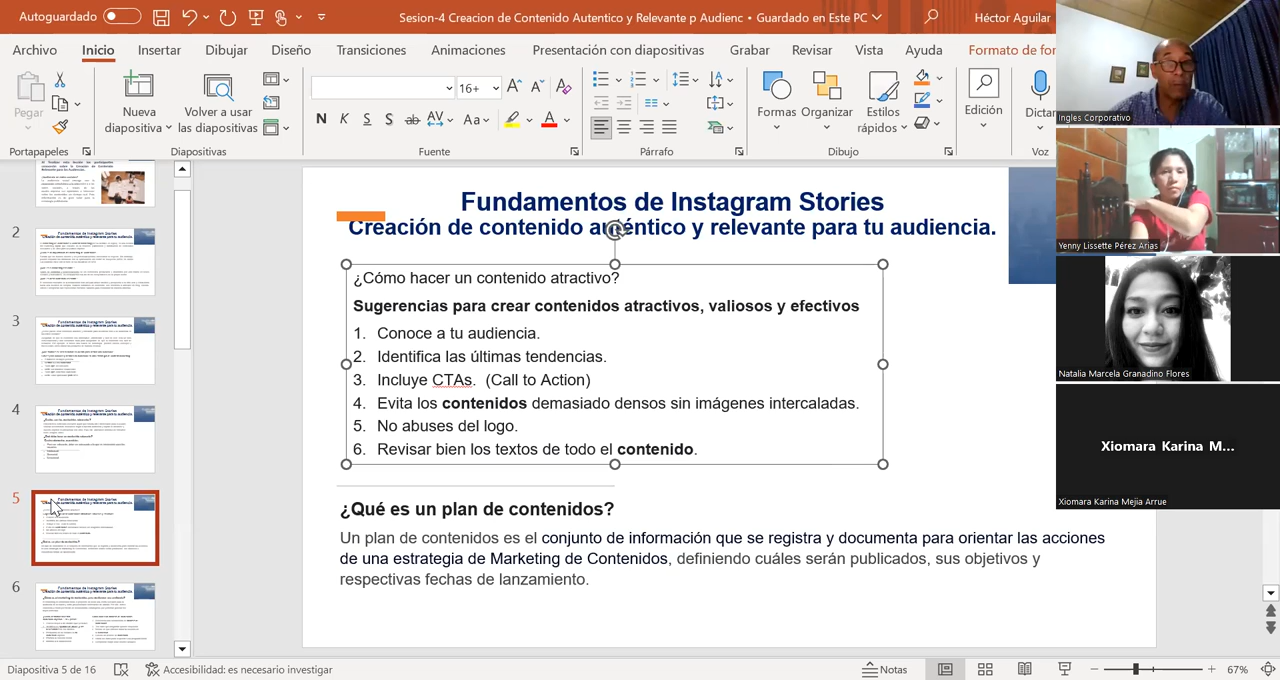 Autoguardado
Sesion-4 Creacion de Contenido Autentico y Relevante p Audienc • Guardado en Este PC
Héctor Aguilar
Archivo Inicio Insertar Dibujar Diseño Transiciones Animaciones Presentación con diapositivas Grabar Revisar Vista Ayuda Formato de for
Pegar
Nueva diapositiva
Volver a usar las diapositivas
16+
N K S S ab AV Aa A
Formas
Organizar
Estilos rápidos
Edición
Dictar
Portapapeles
Diapositivas
Fuente
Párrafo
Dibujo
Voz
2
3
4
5
6
Fundamentos de Instagram Stories
Creación de contenido auténtico y relevante para tu audiencia.
¿Cómo hacer un contenido atractivo?
Sugerencias para crear contenidos atractivos, valiosos y efectivos
1. Conoce a tu audiencia
2. Identifica las últimas tendencias.
3. Incluye CTAs (Call to Action)
4. Evita los contenidos demasiado densos sin imágenes intercaladas.
5. No abuses del ego.
6. Revisar bien los textos de todo el contenido.
¿Qué es un plan de contenidos?
Un plan de contenidos es el conjunto de información que se registra y documenta para orientar las acciones
de una estrategia de Marketing de Contenidos, definiendo cuáles serán publicados, sus objetivos y
respectivas fechas de lanzamiento.
Ingles Corporativo
Yenny Lissette Pérez Arias
Natalia Marcela Granadino Flores
Xiomara Karina M...
Xiomara Karina Mejia Arrue
Diapositiva 5 de 16
Accesibilidad: es necesario investigar
Notas
67%